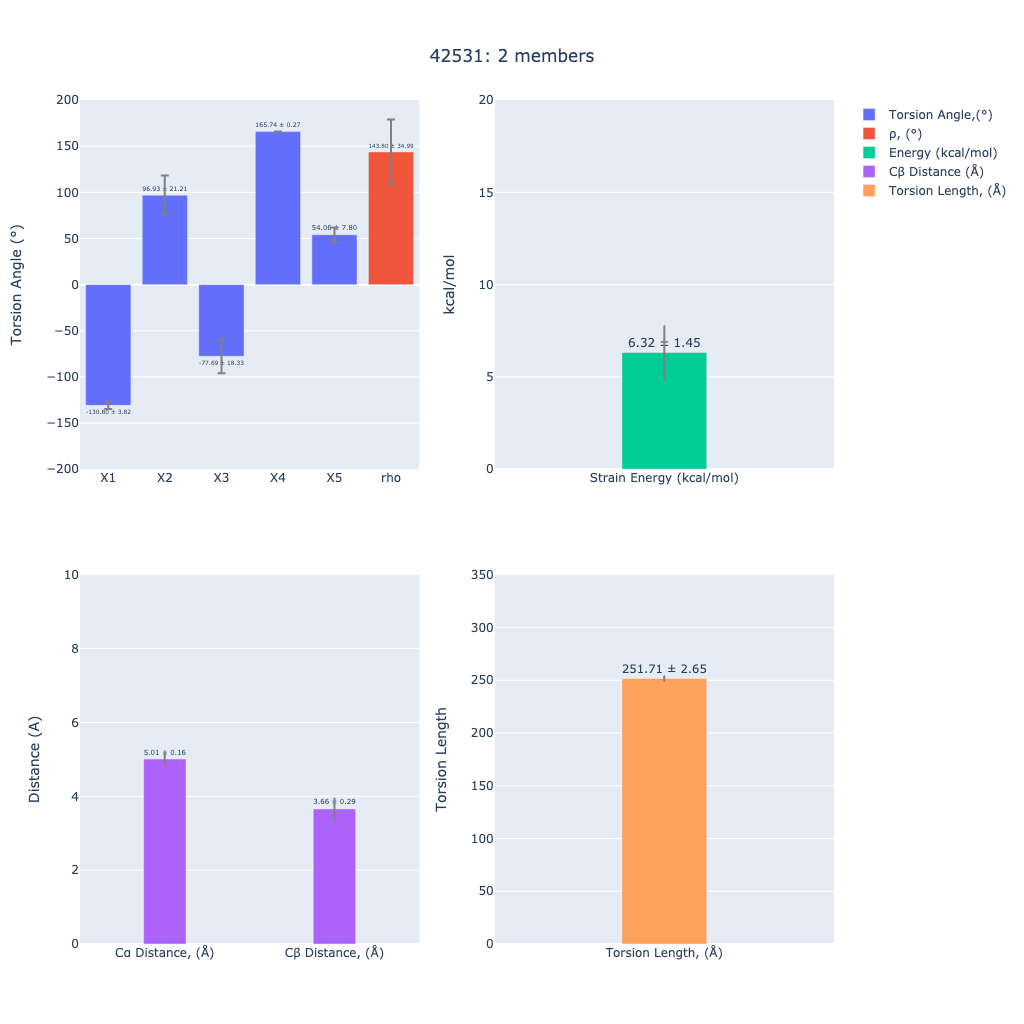 42531: 2 members
Torsion Angle (°)
200
150
100
50
0
−50
−100
−150
−200
-130.80 ± 3.82
96.93 ± 21.21
-77.69 ± 18.33
165.74 ± 0.27
54.06 ± 7.80
143.80 ± 34.99
X1 X2 X3 X4 X5 rho
kcal/mol
20
15
10
5
0
6.32 ± 1.45
Strain Energy (kcal/mol)
Torsion Angle,(°)
ρ, (°)
Energy (kcal/mol)
Cβ Distance (Å)
Torsion Length, (Å)
Distance (A)
10
8
6
4
2
0
5.01 ± 0.16
3.66 ± 0.29
Cα Distance, (Å) Cβ Distance, (Å)
Torsion Length
350
300
250
200
150
100
50
0
251.71 ± 2.65
Torsion Length, (Å)